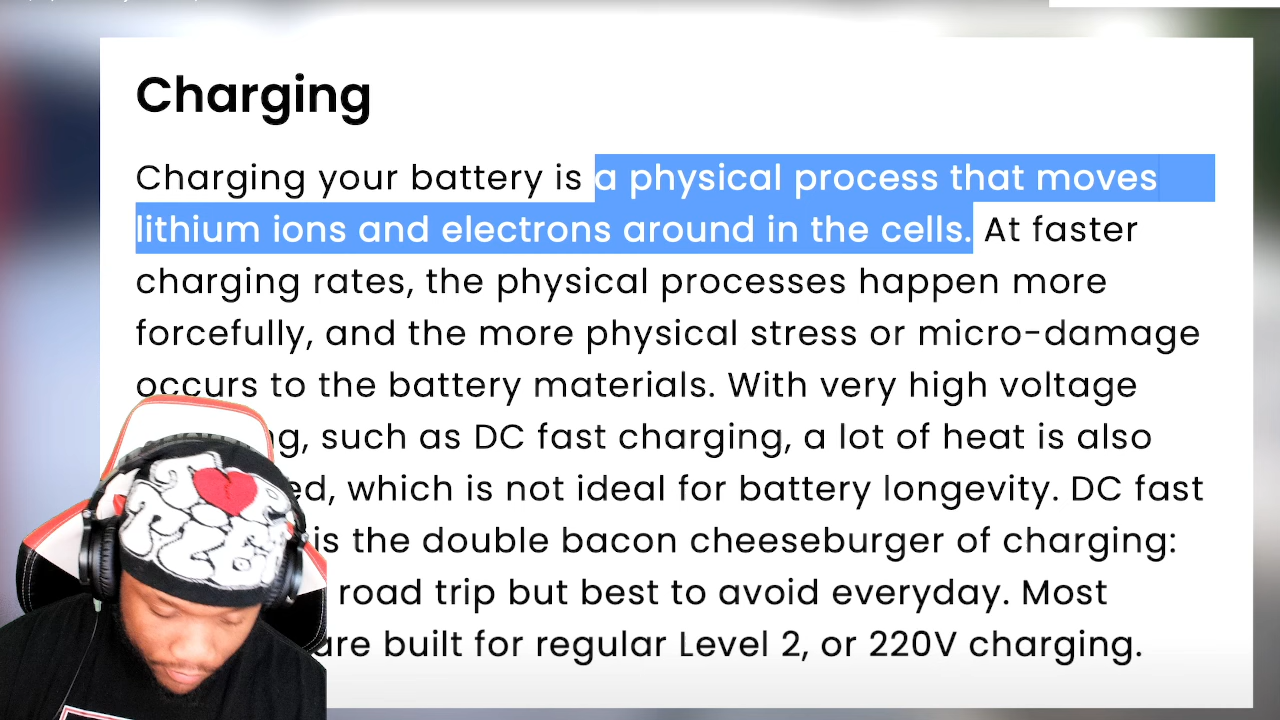 Charging
Charging your battery is a physical process that moves
lithium ions and electrons around in the cells. At faster
charging rates, the physical processes happen more
forcefully, and the more physical stress or micro-damage
occurs to the battery materials. With very high voltage
such as DC fast charging, a lot of heat is also
which is not ideal for battery longevity. DC fast
is the double bacon cheeseburger of charging:
road trip but best to avoid everyday. Most
are built for regular Level 2, or 220V charging.